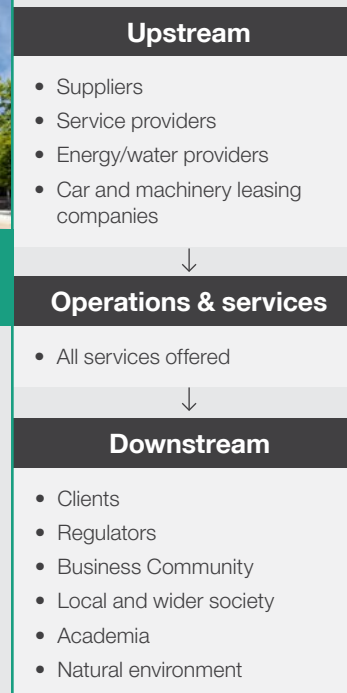 Upstream
• Suppliers
• Service providers
• Energy/water providers
• Car and machinery leasing
companies
↓
Operations & services
• All services offered
↓
Downstream
• Clients
• Regulators
• Business Community
• Local and wider society
• Academia
• Natural environment